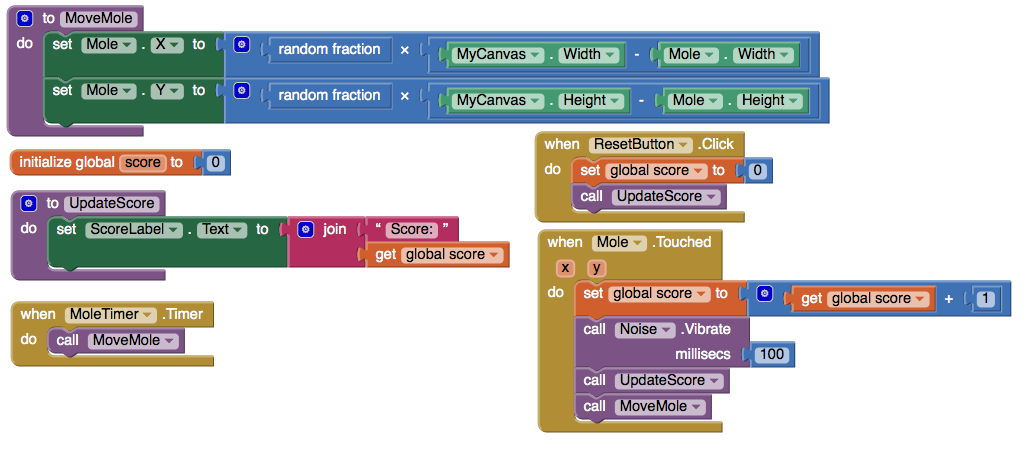 to MoveMole
do set Mole . X to random fraction × MyCanvas . Width - Mole . Width
set Mole . Y to random fraction × MyCanvas . Height - Mole . Height
initialize global score to 0
to UpdateScore
do set ScoreLabel . Text to join " Score: "
get global score
when MoleTimer .Timer
do call MoveMole
when ResetButton .Click
do set global score to 0
call UpdateScore
when Mole .Touched
x y
do set global score to get global score + 1
call Noise .Vibrate
millisecs 100
call UpdateScore
call MoveMole